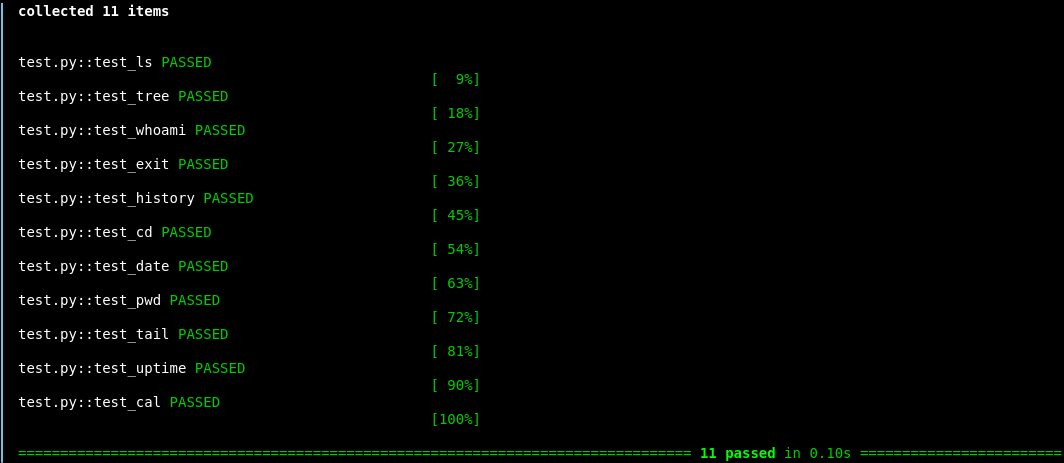 collected 11 items
test.py::test_ls PASSED
[  9%]
test.py::test_tree PASSED
[ 18%]
test.py::test_whoami PASSED
[ 27%]
test.py::test_exit PASSED
[ 36%]
test.py::test_history PASSED
[ 45%]
test.py::test_cd PASSED
[ 54%]
test.py::test_date PASSED
[ 63%]
test.py::test_pwd PASSED
[ 72%]
test.py::test_tail PASSED
[ 81%]
test.py::test_uptime PASSED
[ 90%]
test.py::test_cal PASSED
[100%]
================================================================================ 11 passed in 0.10s ========================